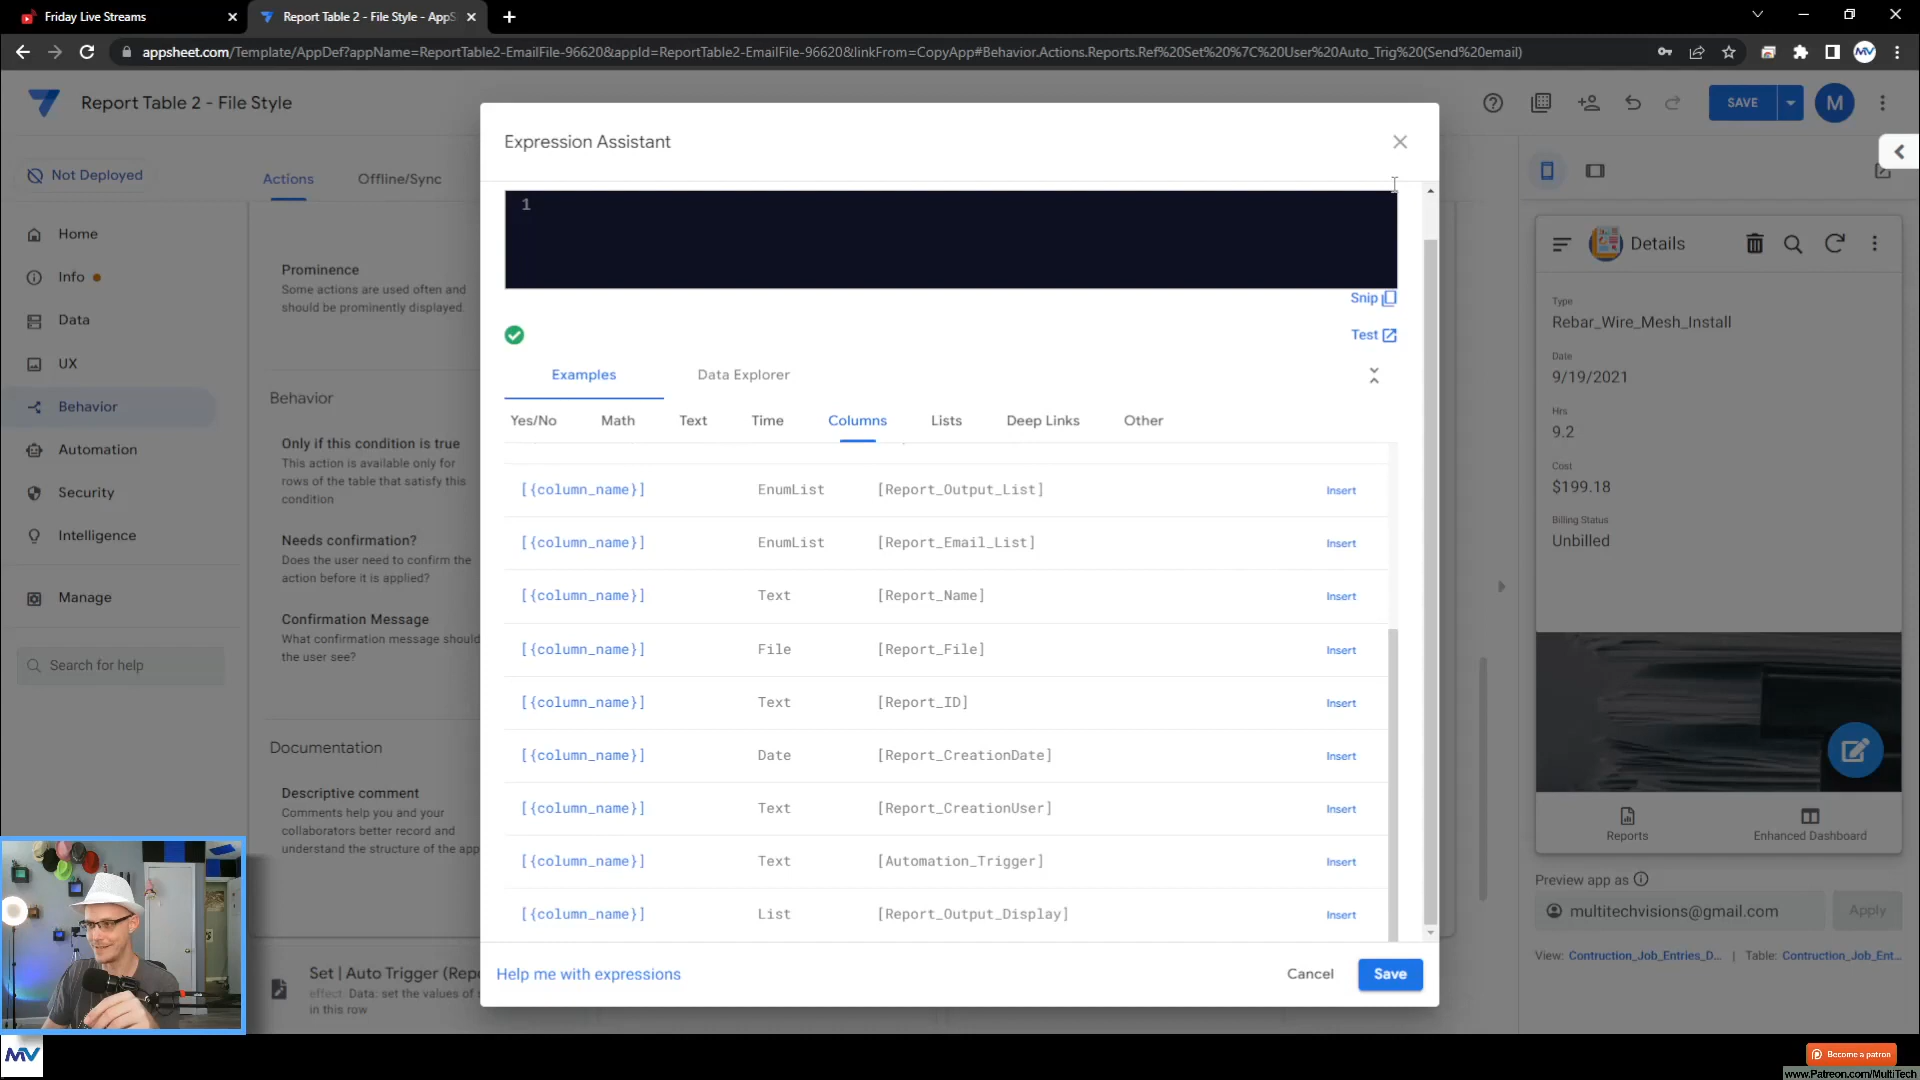 Friday Live Streams
Report Table 2 - File Style - AppS
appsheet.com/Template/AppDef?appName=ReportTable2-EmailFile-96620&appId=ReportTable2-EmailFile-96620&linkFrom=CopyApp#Behavior.Actions.Reports.Ref%20Set%20%7C%20User%20Auto_Trig%20(Send%20email)
MV
Report Table 2 - File Style
SAVE
M
Not Deployed
Home
Info
Data
UX
Behavior
Automation
Security
Intelligence
Manage
Search for help
Actions
Offline/Sync
Prominence
Some actions are used often and
should be prominently displayed.
Behavior
Only if this condition is true
This action is available only for
rows of the table that satisfy this
condition
Needs confirmation?
Does the user need to confirm the
action before it is applied?
Confirmation Message
What confirmation message should
the user see?
Documentation
Descriptive comment
Comments help you and your
collaborators better record and
understand the structure of the app
Set | Auto Trigger (Rep
effect: Data: set the values of s
in this row
Expression Assistant
1
Snip
Test
Examples
Data Explorer
Yes/No
Math
Text
Time
Columns
Lists
Deep Links
Other
[{column_name}] EnumList [Report_Output_List] Insert
[{column_name}] EnumList [Report_Email_List] Insert
[{column_name}] Text [Report_Name] Insert
[{column_name}] File [Report_File] Insert
[{column_name}] Text [Report_ID] Insert
[{column_name}] Date [Report_CreationDate] Insert
[{column_name}] Text [Report_CreationUser] Insert
[{column_name}] Text [Automation_Trigger] Insert
[{column_name}] List [Report_Output_Display] Insert
Help me with expressions
Cancel
Save
Details
Type
Rebar_Wire_Mesh_Install
Date
9/19/2021
Hrs
9.2
Cost
$199.18
Billing Status
Unbilled
Reports
Enhanced Dashboard
Preview app as
multitechvisions@gmail.com
Apply
View: Contruction_Job_Entries_D... | Table: Contruction_Job_Ent...
MV
Become a patron
www.Patreon.com/MultiTech